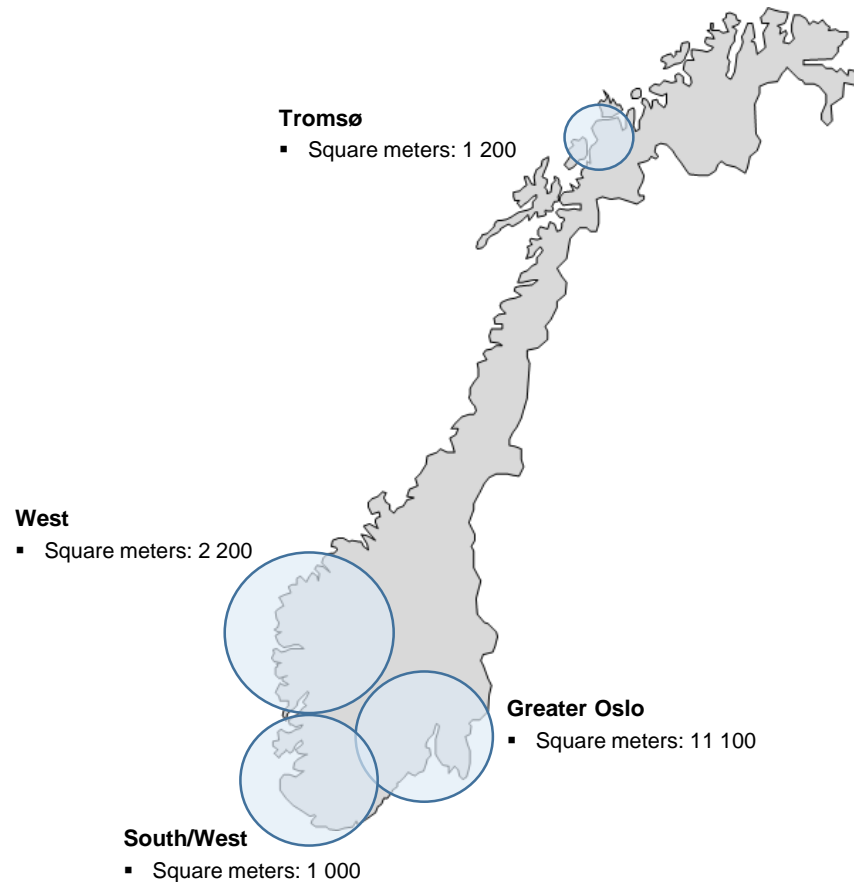 Tromsø
▪ Square meters: 1 200
West
▪ Square meters: 2 200
Greater Oslo
▪ Square meters: 11 100
South/West
▪ Square meters: 1 000